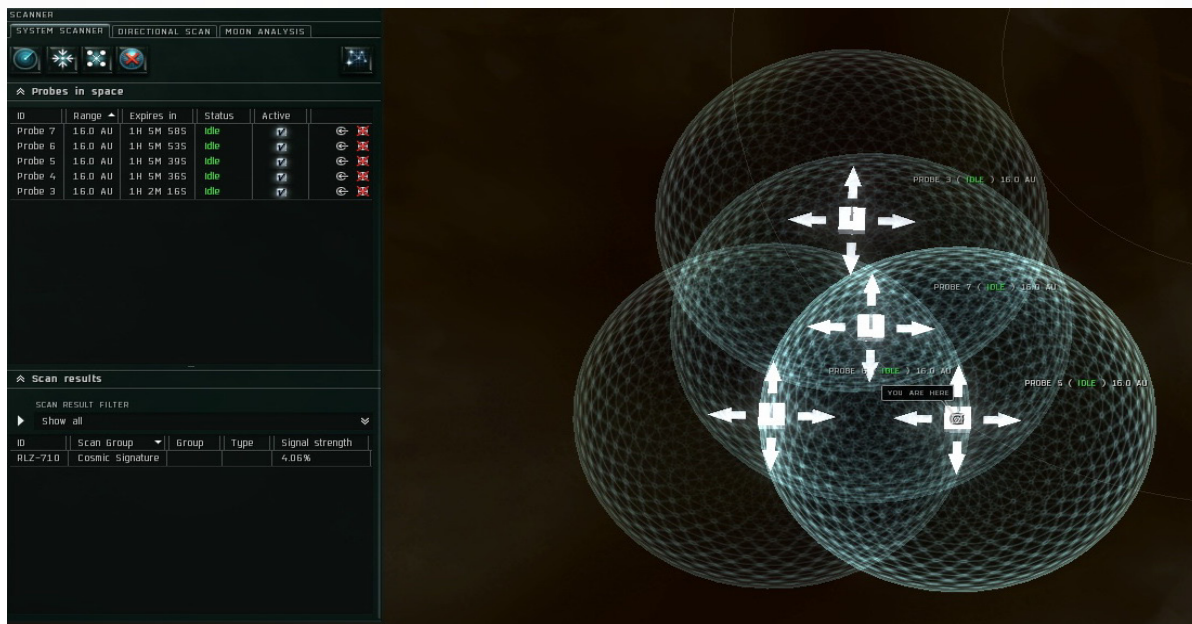 SCANNER
SYSTEM SCANNER DIRECTIONAL SCAN MOON ANALYSIS
Probes in space
ID Range Expires in Status Active
Probe 7 16.0 AU 1H 5M 58S Idle
Probe 6 16.0 AU 1H 5M 53S Idle
Probe 5 16.0 AU 1H 5M 39S Idle
Probe 4 16.0 AU 1H 5M 36S Idle
Probe 3 16.0 AU 1H 2M 16S Idle
Scan results
SCAN RESULT FILTER
Show all
ID Scan Group Group Type Signal strength
RLZ-710 Cosmic Signature 4.06%
PROBE 3 ( IDLE ) 16.0 AU
PROBE 7 ( IDLE ) 16.0 AU
PROBE 6 ( IDLE ) 16.0 AU
YOU ARE HERE
PROBE 5 ( IDLE ) 16.0 AU